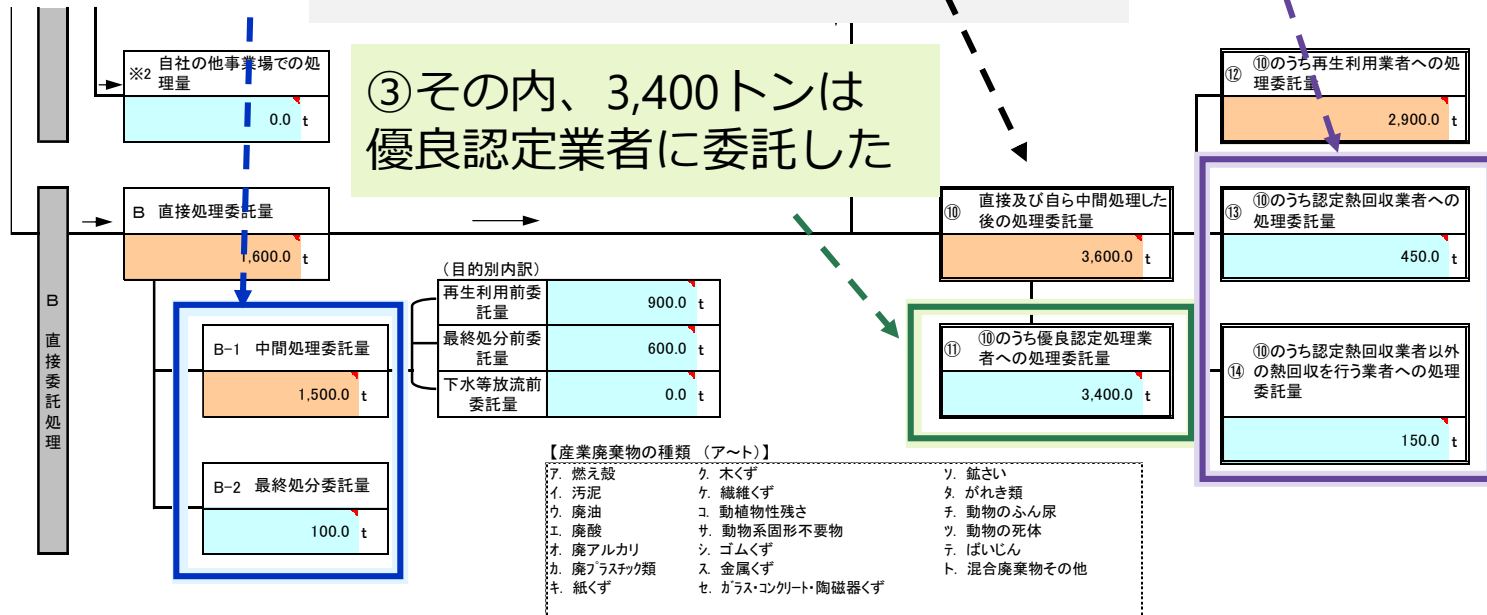 ※2 自社の他事業場での処
理量
0.0 t
③その内、3,400トンは
優良認定業者に委託した
⑫ ⑩のうち再生利用業者への処
理委託量
2,900.0 t
B 直接委託処理
B 直接処理委託量
1,600.0 t
⑩ 直接及び自ら中間処理した
後の処理委託量
3,600.0 t
⑬ ⑩のうち認定熱回収業者への
処理委託量
450.0 t
(目的別内訳)
再生利用前委
託量
900.0 t
最終処分前委
託量
600.0 t
下水等放流前
委託量
0.0 t
B-1 中間処理委託量
1,500.0 t
⑪ ⑩のうち優良認定処理業
者への処理委託量
3,400.0 t
⑭ ⑩のうち認定熱回収業者以外
の熱回収を行う業者への処理
委託量
150.0 t
B-2 最終処分委託量
100.0 t
【産業廃棄物の種類 (ア~ト)】
ア. 燃え殻
イ. 汚泥
ウ. 廃油
エ. 廃酸
オ. 廃アルカリ
カ. 廃プラスチック類
キ. 紙くず
ク. 木くず
ケ. 繊維くず
コ. 動植物性残さ
サ. 動物系固形不要物
シ. ゴムくず
ス. 金属くず
セ. ガラス・コンクリート・陶磁器くず
ソ. 鉱さい
タ. がれき類
チ. 動物のふん尿
ツ. 動物の死体
テ. ばいじん
ト. 混合廃棄物その他